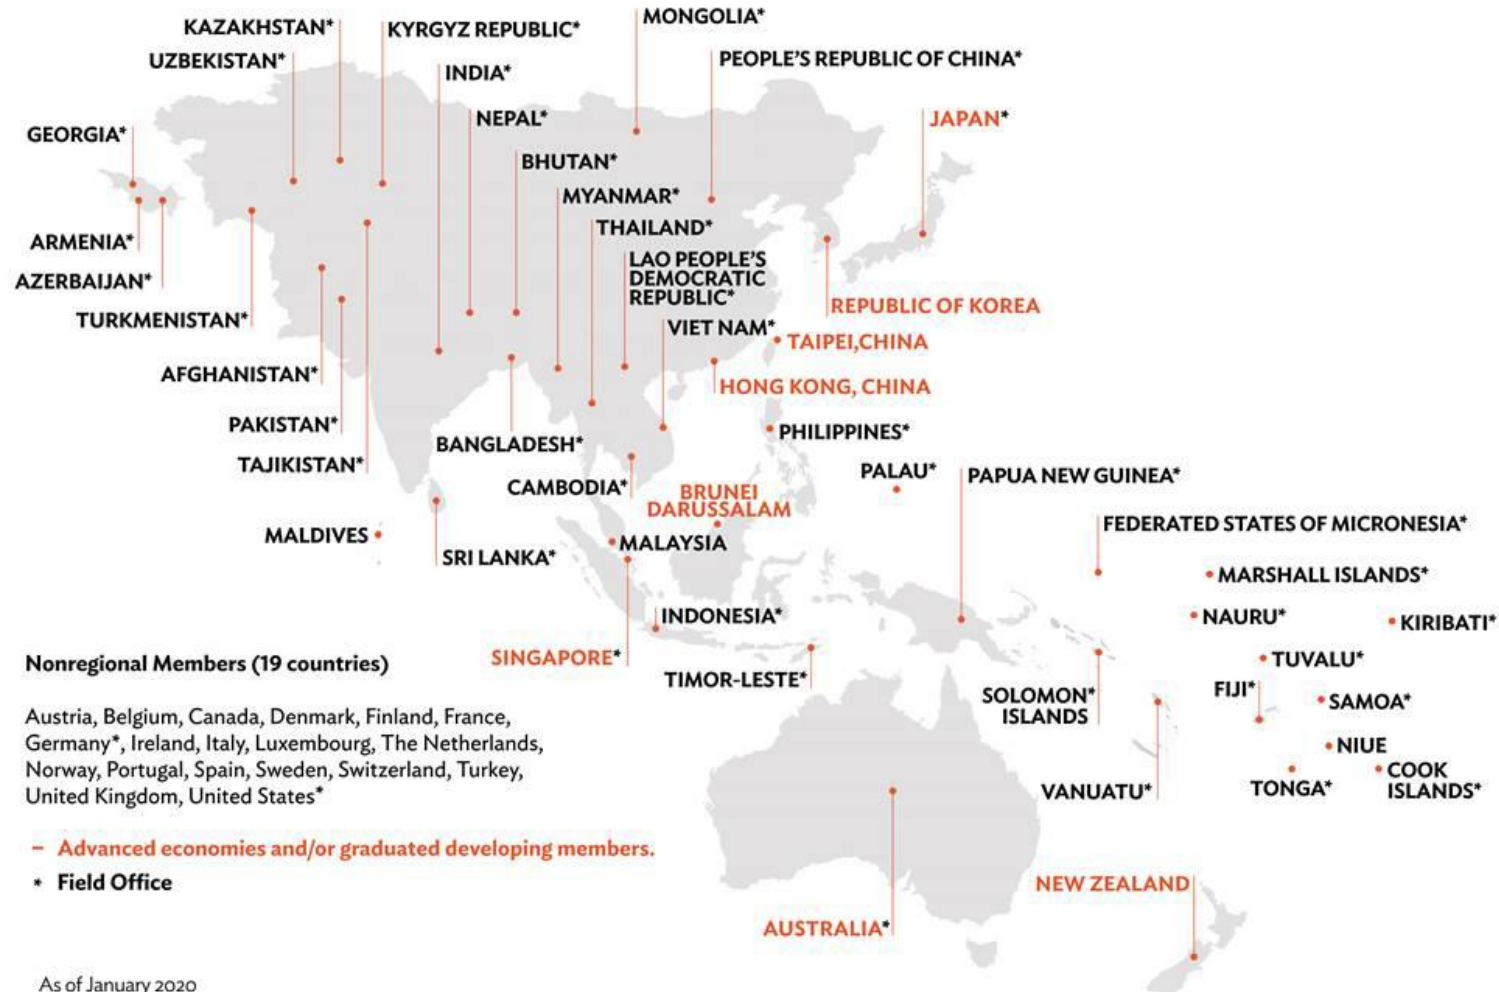 MONGOLIA*
KAZAKHSTAN*
KYRGYZ REPUBLIC*
UZBEKISTAN*
PEOPLE'S REPUBLIC OF CHINA*
INDIA*
NEPAL*
JAPAN*
GEORGIA*
BHUTAN*
MYANMAR*
THAILAND*
ARMENIA*
LAO PEOPLE'S
DEMOCRATIC
REPUBLIC*
AZERBAIJAN*
REPUBLIC OF KOREA
TURKMENISTAN*
VIET NAM*
TAIPEI,CHINA
AFGHANISTAN*
HONG KONG, CHINA
PAKISTAN*
PHILIPPINES*
BANGLADESH*
TAJIKISTAN*
PALAU*
PAPUA NEW GUINEA*
CAMBODIA*
BRUNEI
DARUSSALAM
FEDERATED STATES OF MICRONESIA*
MALDIVES
MALAYSIA
SRI LANKA*
MARSHALL ISLANDS*
INDONESIA*
NAURU*
KIRIBATI*
SINGAPORE*
TUVALU*
TIMOR-LESTE*
FIJI*
SOLOMON*
ISLANDS
SAMOA*
NIUE
COOK
ISLANDS*
TONGA*
VANUATU*
NEW ZEALAND
AUSTRALIA*
Nonregional Members (19 countries)
Austria, Belgium, Canada, Denmark, Finland, France,
Germany*, Ireland, Italy, Luxembourg, The Netherlands,
Norway, Portugal, Spain, Sweden, Switzerland, Turkey,
United Kingdom, United States*
– Advanced economies and/or graduated developing members.
* Field Office
As of January 2020